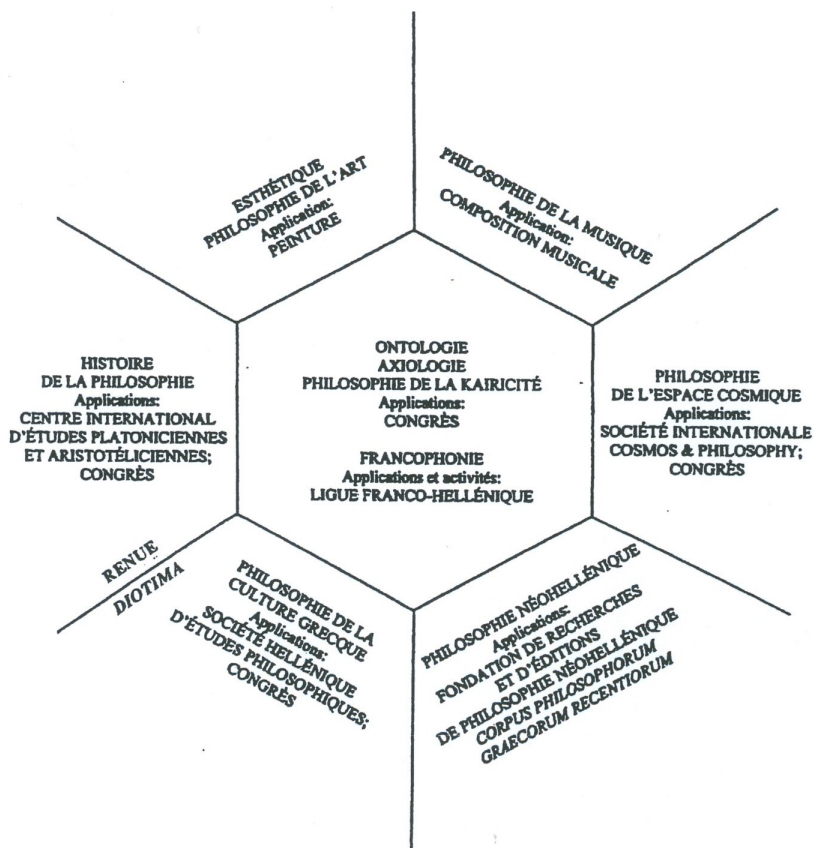 ESTHÉTIQUE
PHILOSOPHIE DE L'ART
Application:
PEINTURE
PHILOSOPHIE DE LA MUSIQUE
Application:
COMPOSITION MUSICALE
HISTOIRE
DE LA PHILOSOPHIE
Applications:
CENTRE INTERNATIONAL
D'ÉTUDES PLATONICIENNES
ET ARISTOTÉLICIENNES;
CONGRÈS
ONTOLOGIE
AXIOLOGIE
PHILOSOPHIE DE LA KAIRICITÉ
Applications:
CONGRÈS
FRANCOPHONIE
Applications et activités:
LIGUE FRANCO-HELLÉNIQUE
PHILOSOPHIE
DE L'ESPACE COSMIQUE
Applications:
SOCIÉTÉ INTERNATIONALE
COSMOS & PHILOSOPHY;
CONGRÈS
RENUE
DIOTIMA
PHILOSOPHIE DE LA
CULTURE GRECQUE
Applications:
SOCIÉTÉ HELLÉNIQUE
D'ÉTUDES PHILOSOPHIQUES;
CONGRÈS
PHILOSOPHIE NÉOHELLÉNIQUE
Applications:
FONDATION DE RECHERCHES
ET D'ÉDITIONS
DE PHILOSOPHIE NÉOHELLÉNIQUE
CORPUS PHILOSOPHORUM
GRAECORUM RECENTIORUM